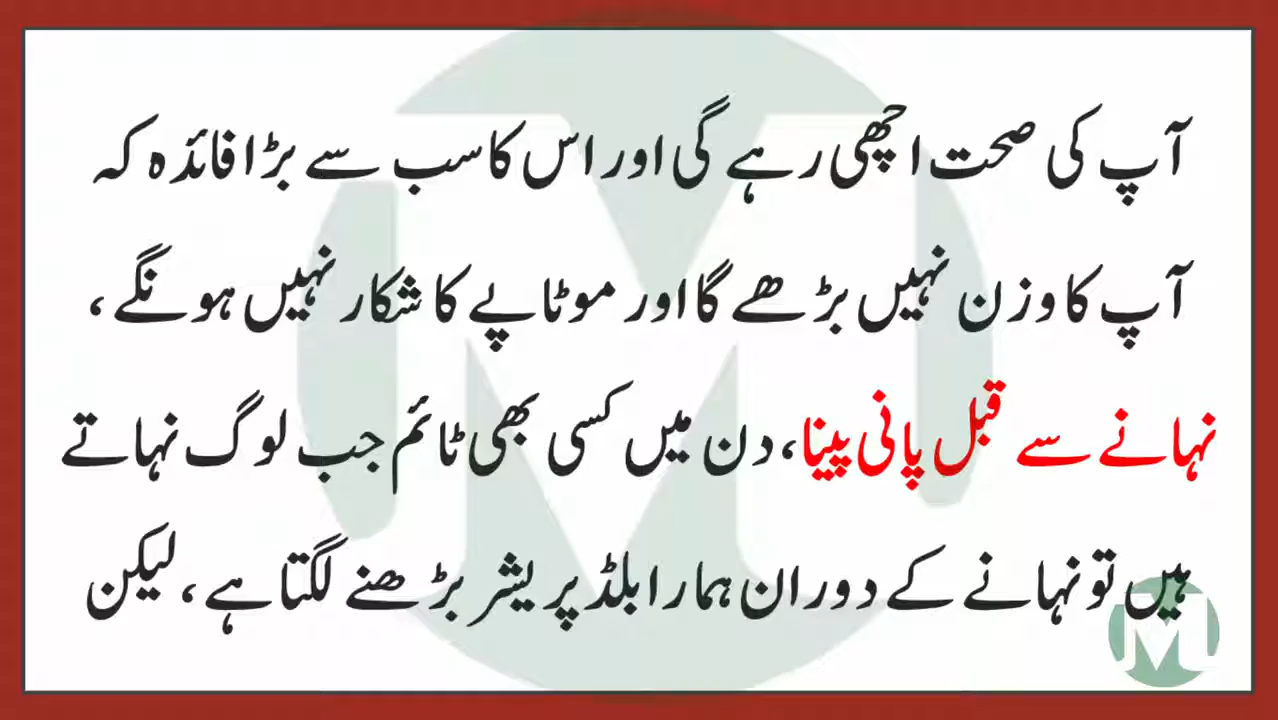 آپ کی صحت اچھی رہے گی اور اس کا سب سے بڑا فائدہ کہ
آپ کا وزن نہیں بڑھے گا اور موٹاپے کا شکار نہیں ہونگے،
نہانے سے قبل پانی پینا، دن میں کسی بھی ٹائم جب لوگ نہاتے
ہیں تو نہانے کے دوران ہمارا بلڈ پریشر بڑھنے لگتا ہے، لیکن